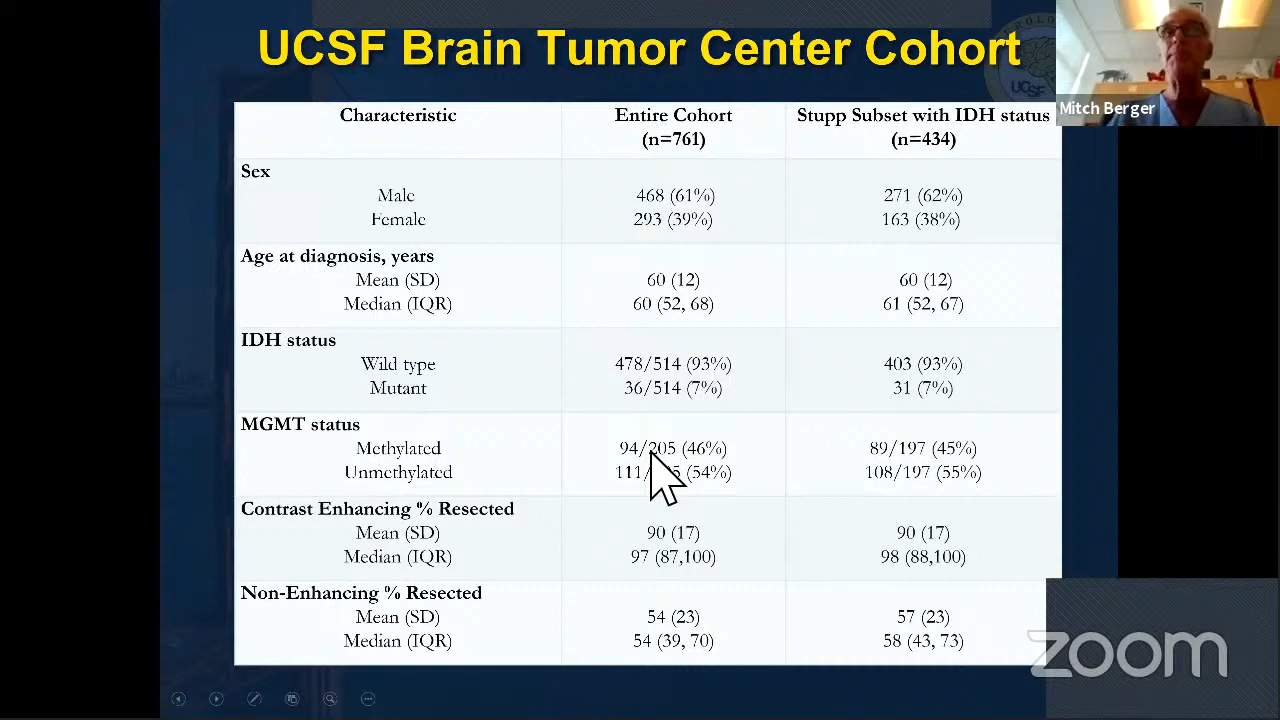 UCSF Brain Tumor Center Cohort
UCSF
Mitch Berger
Characteristic Entire Cohort (n=761) Stupp Subset with IDH status (n=434)
Sex
Male 468 (61%) 271 (62%)
Female 293 (39%) 163 (38%)
Age at diagnosis, years
Mean (SD) 60 (12) 60 (12)
Median (IQR) 60 (52, 68) 61 (52, 67)
IDH status
Wild type 478/514 (93%) 403 (93%)
Mutant 36/514 (7%) 31 (7%)
MGMT status
Methylated 94/205 (46%) 89/197 (45%)
Unmethylated (54%) 108/197 (55%)
Contrast Enhancing % Resected
Mean (SD) 90 (17) 90 (17)
Median (IQR) 97 (87,100) 98 (88,100)
Non-Enhancing % Resected
Mean (SD) 54 (23) 57 (23)
Median (IQR) 54 (39, 70) 58 (43, 73)
zoom